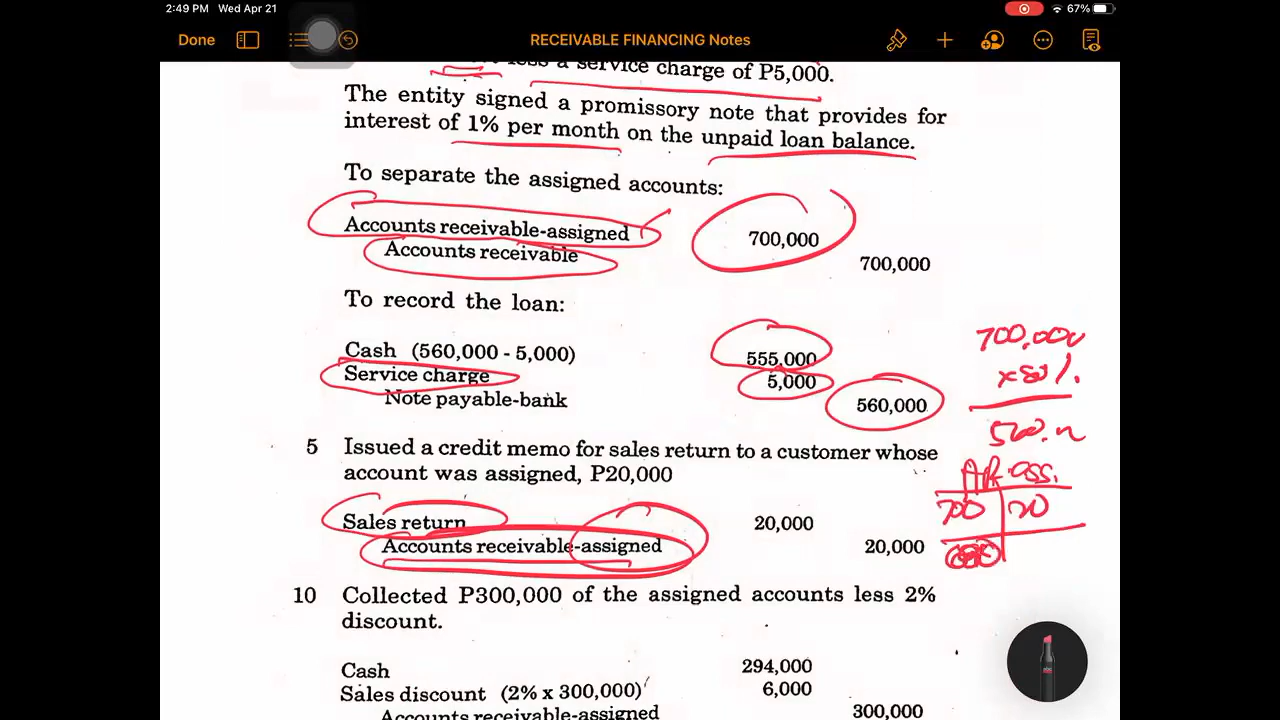 2:49 PM Wed Apr 21
67%
Done
RECEIVABLE FINANCING Notes
less a service charge of P5,000.
The entity signed a promissory note that provides for
interest of 1% per month on the unpaid loan balance.
To separate the assigned accounts:
Accounts receivable-assigned 700,000
Accounts receivable 700,000
To record the loan:
Cash (560,000 - 5,000) 555,000
Service charge 5,000
Note payable-bank 560,000
700,000
x80%
560,
5 Issued a credit memo for sales return to a customer whose
account was assigned, P20,000
AR-ass.
700 20
680
Sales return 20,000
Accounts receivable-assigned 20,000
10 Collected P300,000 of the assigned accounts less 2%
discount.
Cash 294,000
Sales discount (2% x 300,000) 6,000
Accounts receivable-assigned 300,000